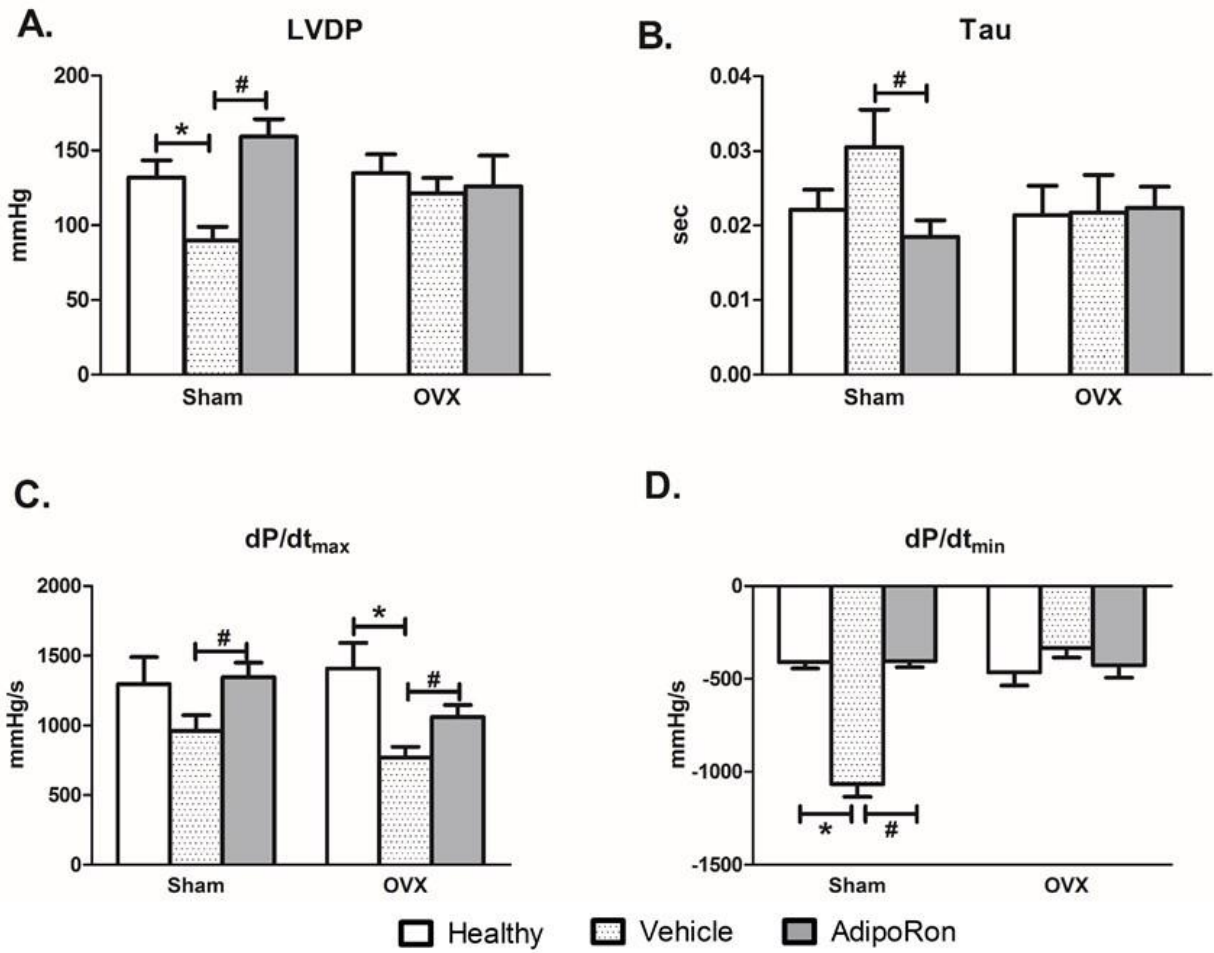 A.
LVDP
200
150
100
50
0
mmHg
*
#
Sham
OVX
B.
Tau
0.04
0.03
0.02
0.01
0.00
sec
#
Sham
OVX
C.
dP/dtmax
2000
1500
1000
500
0
mmHg/s
#
*
#
Sham
OVX
D.
dP/dtmin
0
-500
-1000
-1500
mmHg/s
*
#
Sham
OVX
Healthy
Vehicle
AdipoRon